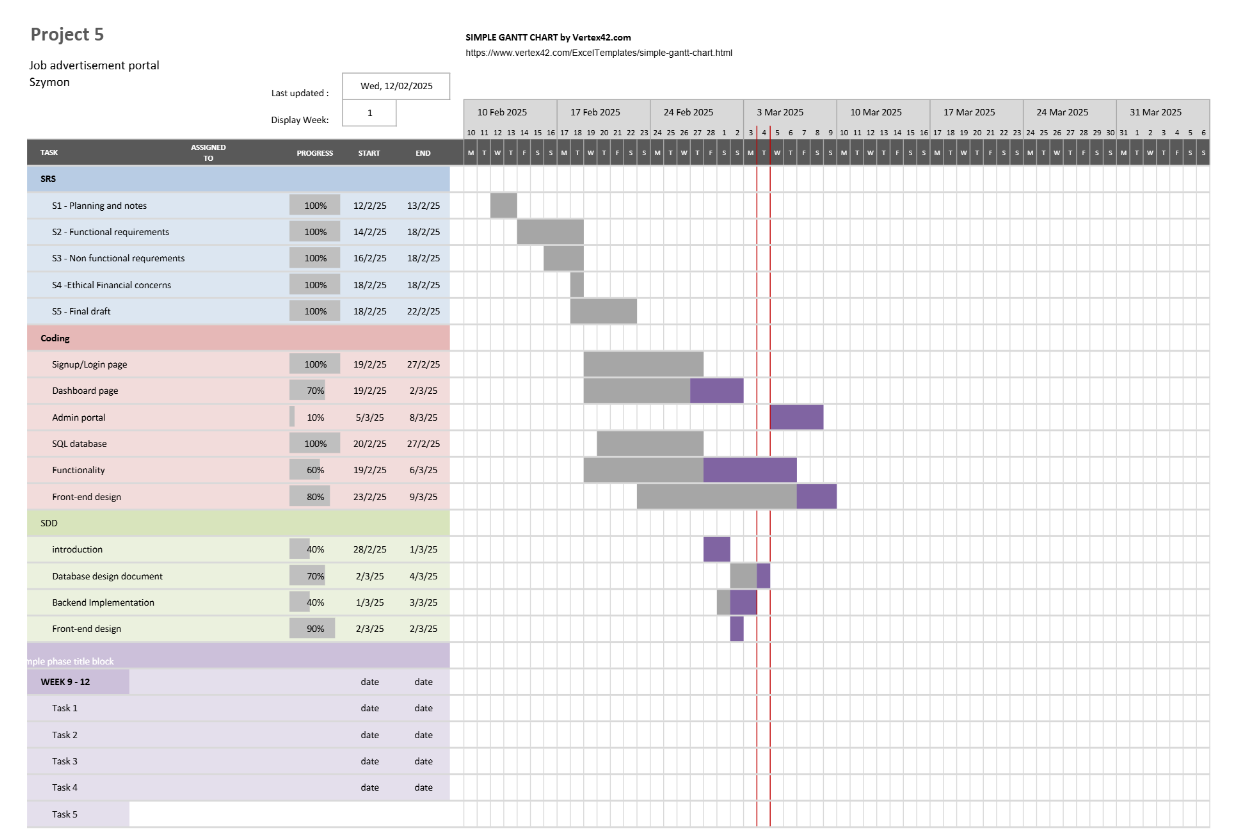 Project 5
SIMPLE GANTT CHART by Vertex42.com
https://www.vertex42.com/ExcelTemplates/simple-gantt-chart.html
Job advertisement portal
Szymon
Last updated : Wed, 12/02/2025
Display Week: 1
10 Feb 2025 17 Feb 2025 24 Feb 2025 3 Mar 2025 10 Mar 2025 17 Mar 2025 24 Mar 2025 31 Mar 2025
10 11 12 13 14 15 16 17 18 19 20 21 22 23 24 25 26 27 28 1 2 3 4 5 6 7 8 9 10 11 12 13 14 15 16 17 18 19 20 21 22 23 24 25 26 27 28 29 30 31 1 2 3 4 5 6
TASK ASSIGNED TO PROGRESS START END M T W T F S S M T W T F S S M T W T F S S M T W T F S S M T W T F S S M T W T F S S M T W T F S S M T W T F S S
SRS
S1 - Planning and notes 100% 12/2/25 13/2/25
S2 - Functional requirements 100% 14/2/25 18/2/25
S3 - Non functional requrements 100% 16/2/25 18/2/25
S4 -Ethical Financial concerns 100% 18/2/25 18/2/25
S5 - Final draft 100% 18/2/25 22/2/25
Coding
Signup/Login page 100% 19/2/25 27/2/25
Dashboard page 70% 19/2/25 2/3/25
Admin portal 10% 5/3/25 8/3/25
SQL database 100% 20/2/25 27/2/25
Functionality 60% 19/2/25 6/3/25
Front-end design 80% 23/2/25 9/3/25
SDD
introduction 40% 28/2/25 1/3/25
Database design document 70% 2/3/25 4/3/25
Backend Implementation 40% 1/3/25 3/3/25
Front-end design 90% 2/3/25 2/3/25
mple phase title block
WEEK 9 - 12 date date
Task 1 date date
Task 2 date date
Task 3 date date
Task 4 date date
Task 5